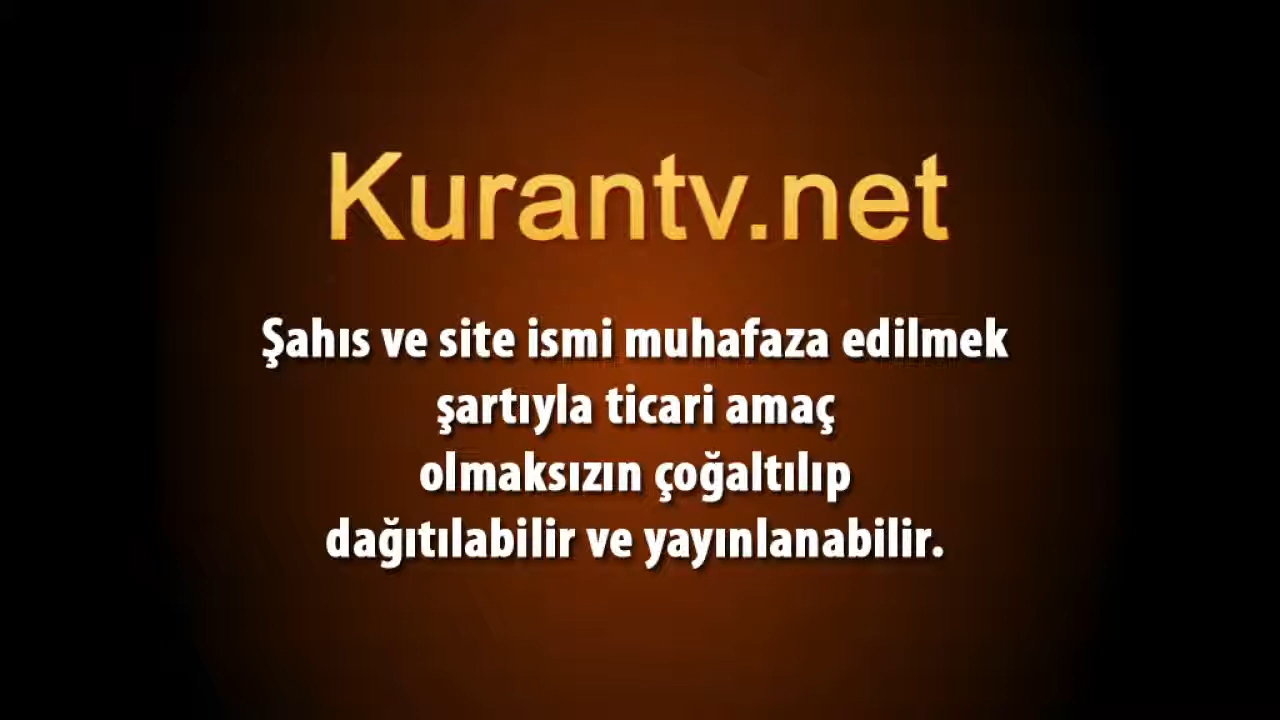 Kurantv.net
Şahıs ve site ismi muhafaza edilmek
şartıyla ticari amaç
olmaksızın çoğaltılıp
dağıtılabilir ve yayınlanabilir.